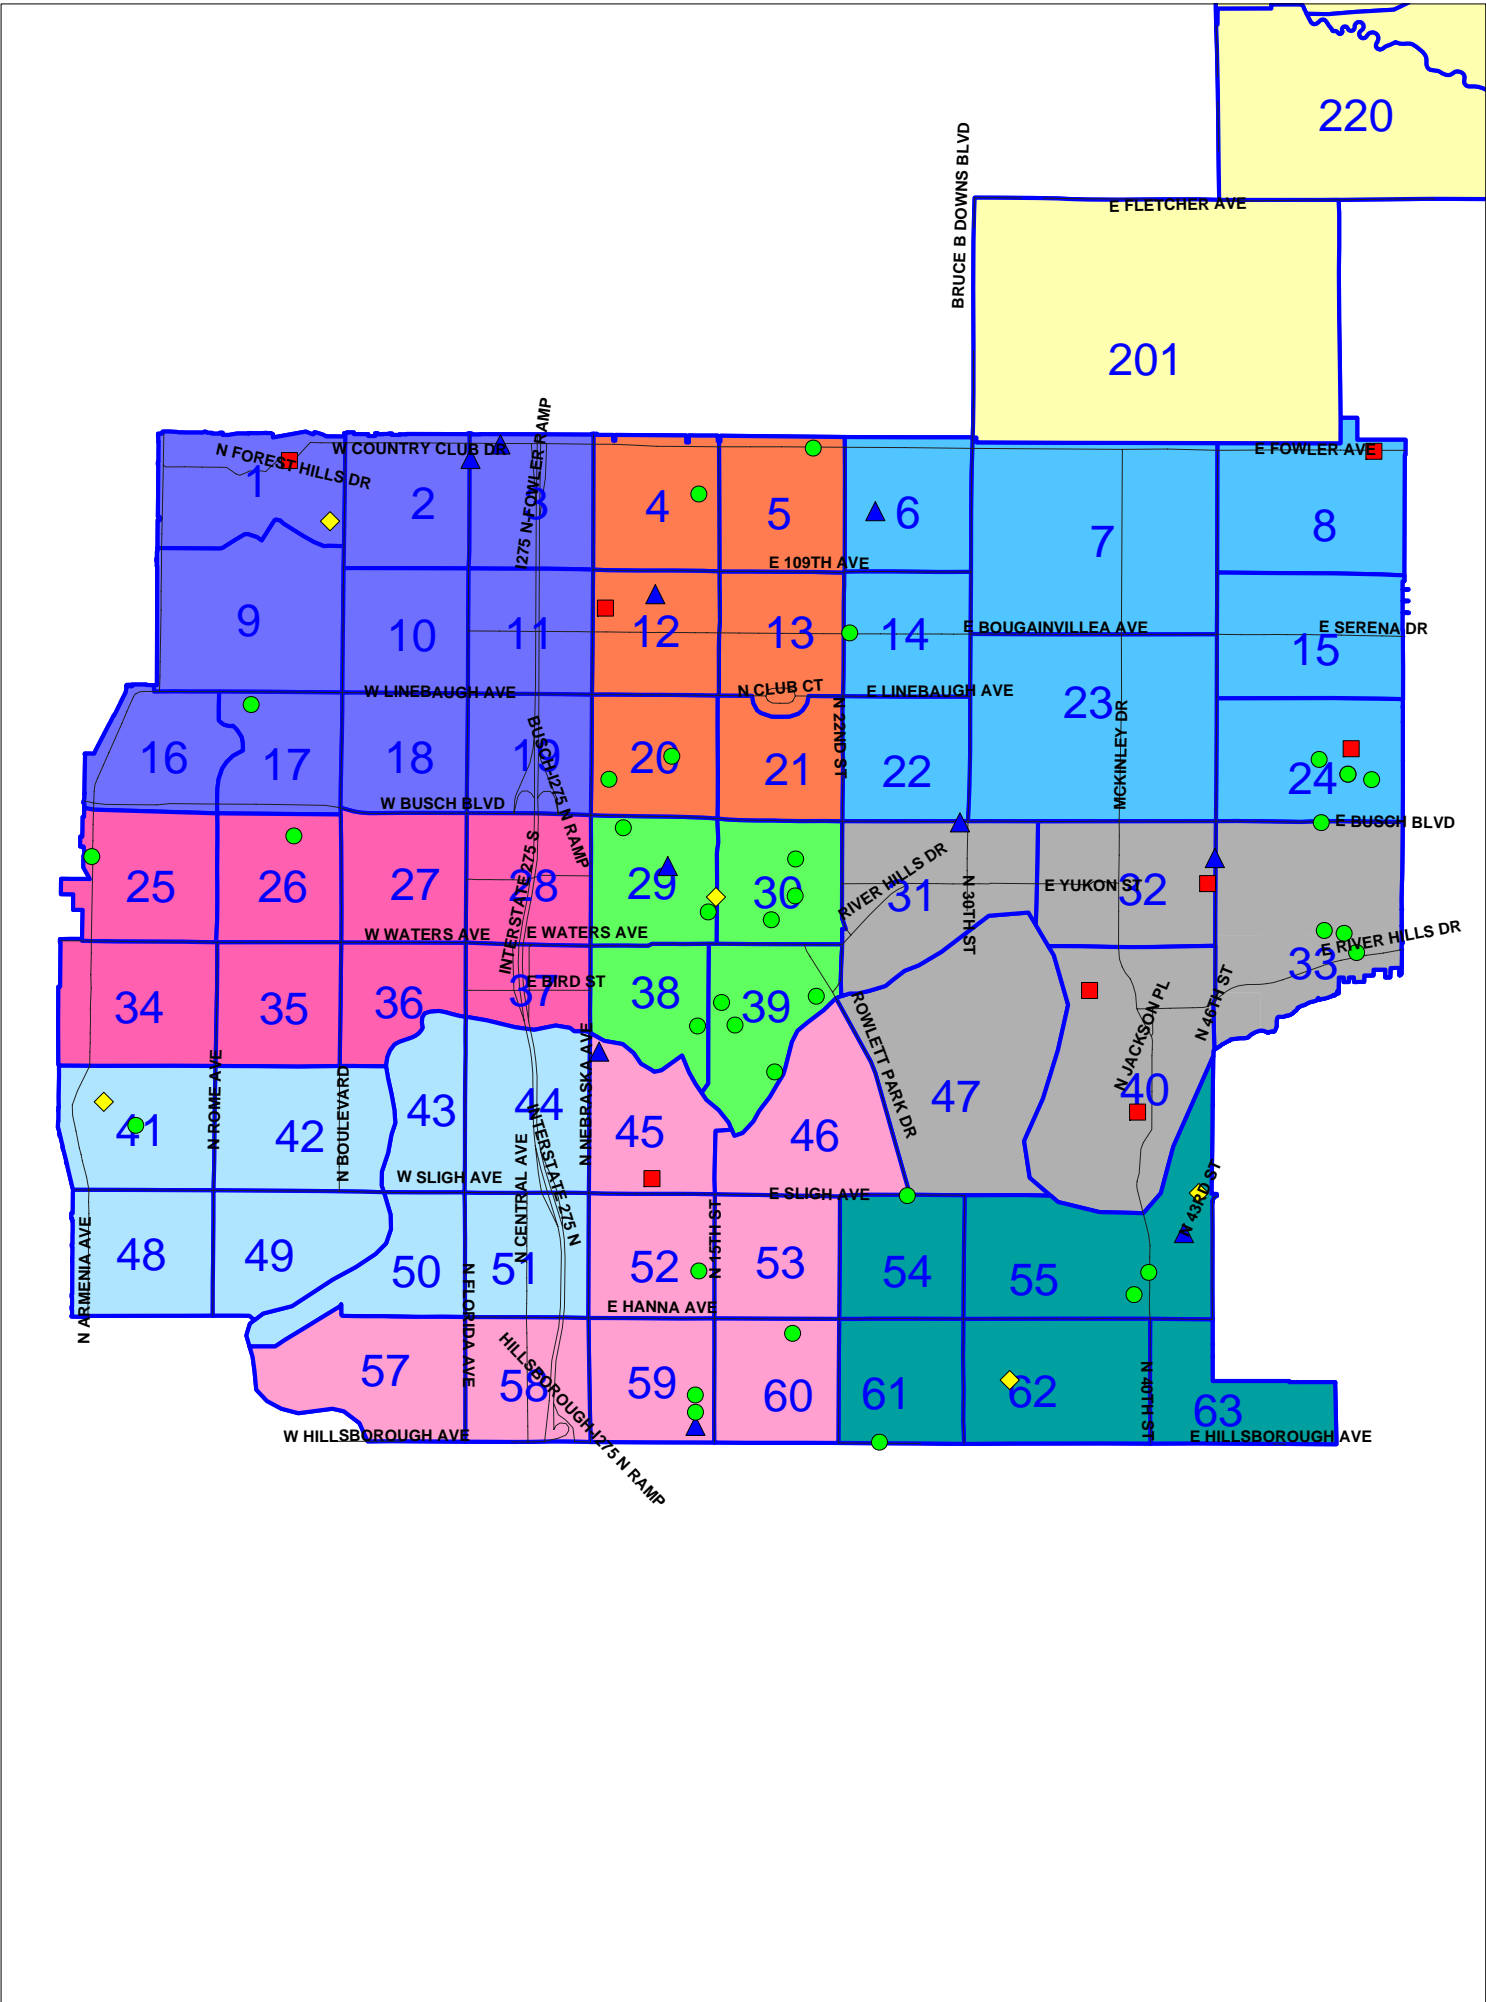 220
BRUCE B DOWNS BLVD
E FLETCHER AVE
201
I275 N-FOWLER RAMP
N FOREST HILLS DR
W COUNTRY CLUB DR
E FOWLER AVE
1
2
3
4
5
6
7
8
E 109TH AVE
9
10
11
12
13
14
E BOUGAINVILLEA AVE
E SERENA DR
15
W LINEBAUGH AVE
N CLUB CT
E LINEBAUGH AVE
N 22ND ST
23
MCKINLEY DR
16
17
18
19
BUSCH-I275 N RAMP
20
21
22
24
W BUSCH BLVD
E BUSCH BLVD
INTERSTATE 275 S
25
26
27
28
29
30
RIVER HILLS DR
31
N 30TH ST
E YUKON ST
32
W WATERS AVE
E WATERS AVE
E RIVER HILLS DR
33
34
35
36
37
E BIRD ST
38
39
ROWLETT PARK DR
N JACKSON PL
N 46TH ST
N NEBRASKA AVE
40
41
N ROME AVE
42
N BOULEVARD
43
44
INTERSTATE 275 N
45
46
47
W SLIGH AVE
N CENTRAL AVE
E SLIGH AVE
N 43RD ST
N ARMENIA AVE
48
49
50
51
52
N 15TH ST
53
54
55
N FLORIDA AVE
E HANNA AVE
HILLSBOROUGH-I275 N RAMP
57
58
59
60
61
62
N 40TH ST
63
W HILLSBOROUGH AVE
E HILLSBOROUGH AVE